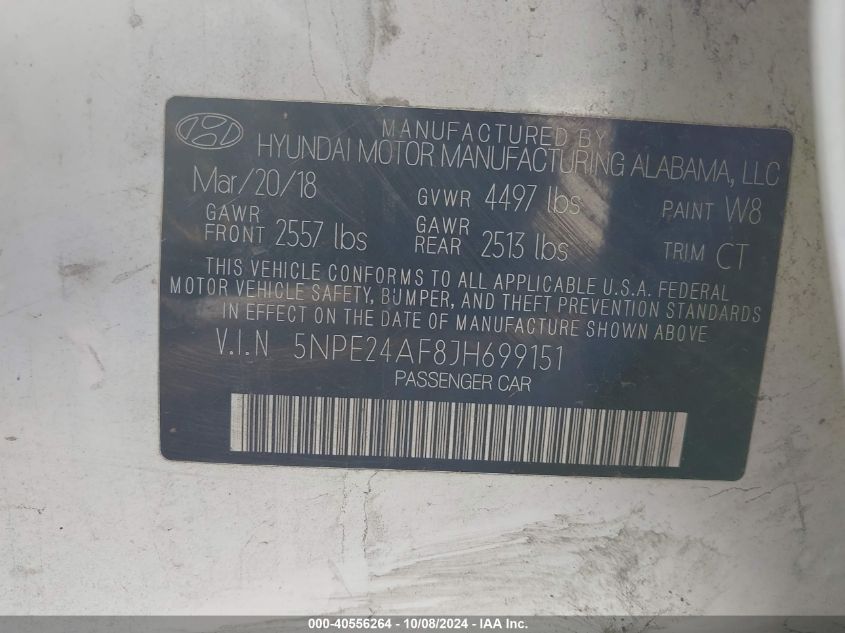 MANUFACTURED BY
HYUNDAI MOTOR MANUFACTURING ALABAMA, LLC
Mar/20/18 GVWR 4497 lbs PAINT W8
GAWR FRONT 2557 lbs GAWR REAR 2513 lbs TRIM CT
THIS VEHICLE CONFORMS TO ALL APPLICABLE U.S.A. FEDERAL
MOTOR VEHICLE SAFETY, BUMPER, AND THEFT PREVENTION STANDARDS
IN EFFECT ON THE DATE OF MANUFACTURE SHOWN ABOVE
V.I.N 5NPE24AF8JH699151
PASSENGER CAR
000-40556264 - 10/08/2024 - IAA Inc.